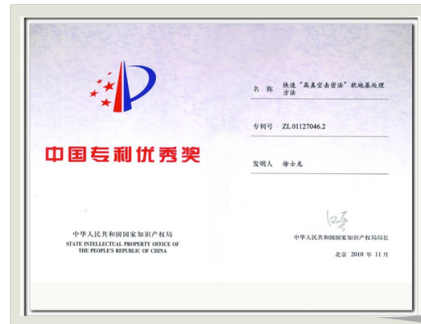 中国专利优秀奖
中华人民共和国国家知识产权局
STATE INTELLECTUAL PROPERTY OFFICE OF
THE PEOPLE'S REPUBLIC OF CHINA
名 称 快速“高真空击密法”软地基处理
方法
专利号 ZL 01127046.2
发明人 徐士龙
中华人民共和国国家知识产权局局长
北京 2010 年 11 月